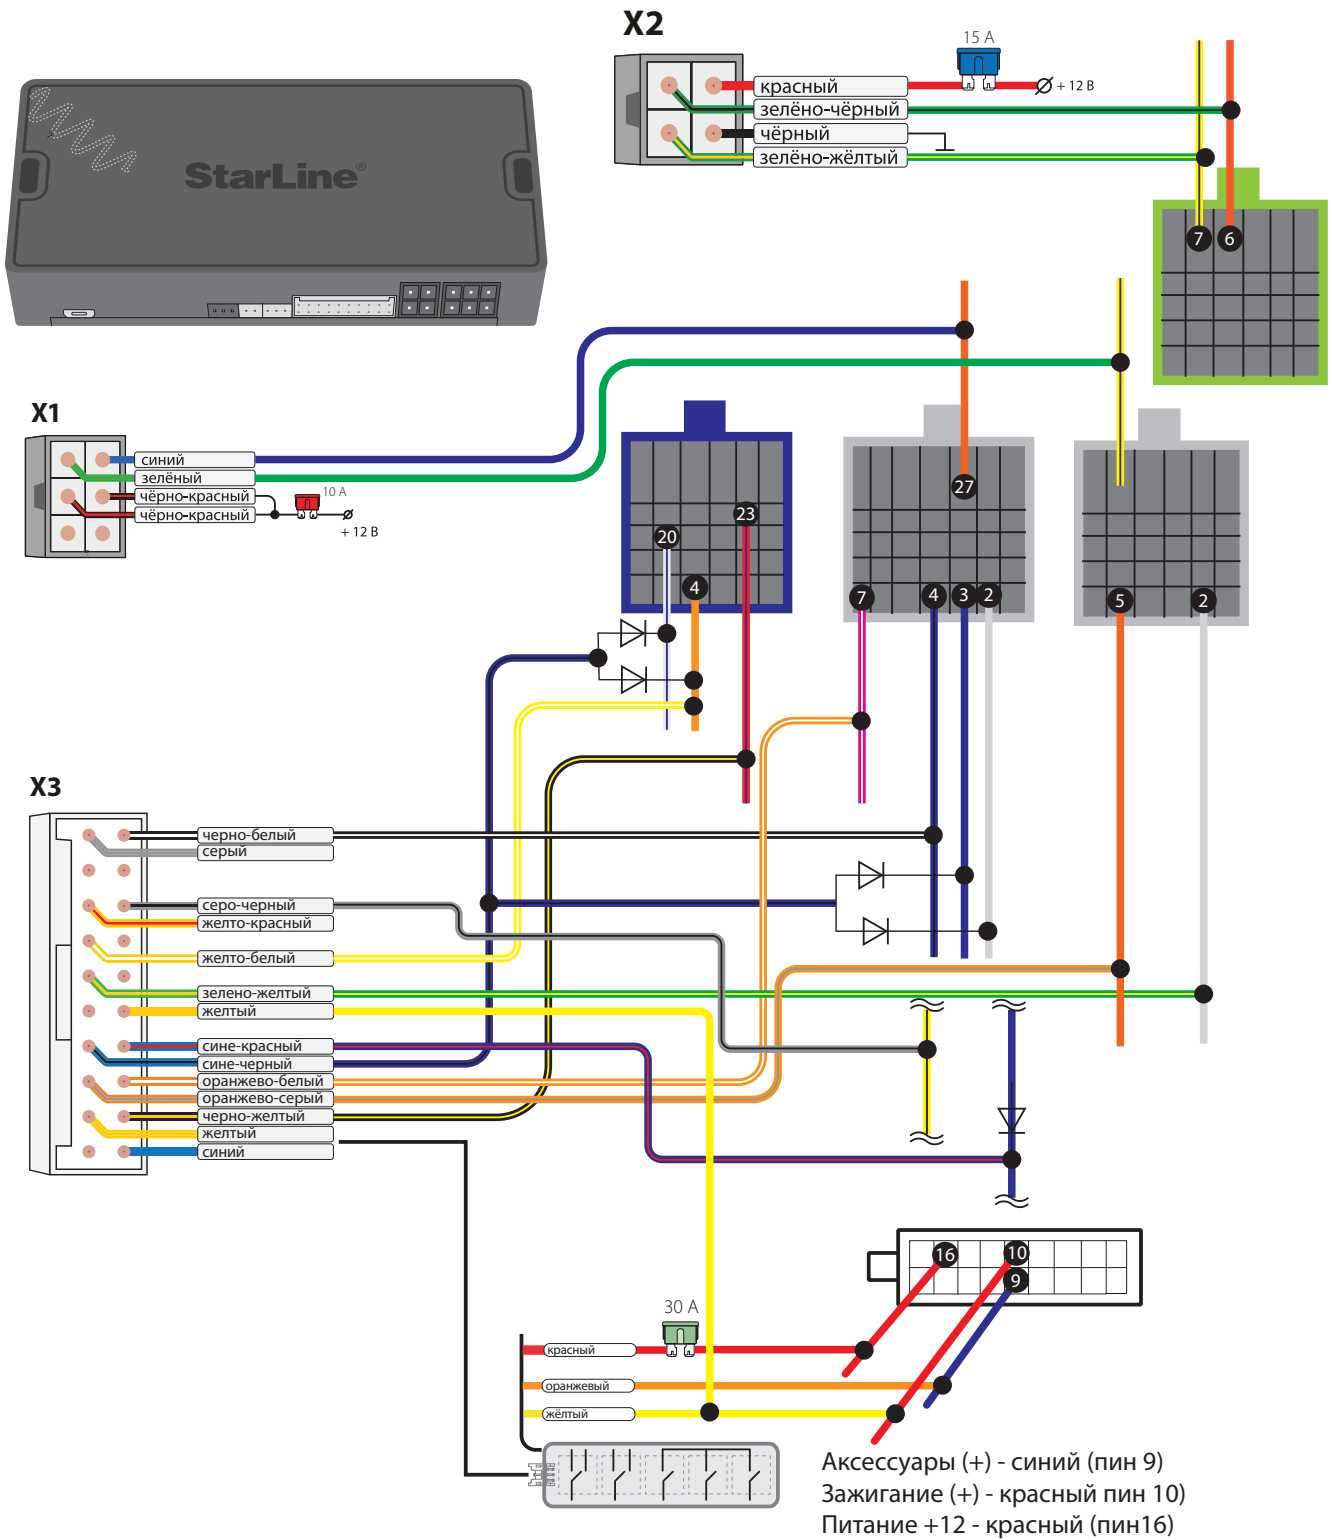 X2
15 A
красный
+ 12 В
зелёно-чёрный
чёрный
зелёно-жёлтый
StarLine®
7
6
X1
синий
зелёный
чёрно-красный
10 A
чёрно-красный
+ 12 В
27
23
20
4
7
4
3
2
5
2
X3
черно-белый
серый
серо-черный
желто-красный
желто-белый
зелено-желтый
желтый
сине-красный
сине-черный
оранжево-белый
оранжево-серый
черно-желтый
желтый
синий
16
10
9
30 A
красный
оранжевый
жёлтый
Аксессуары (+) - синий (пин 9)
Зажигание (+) - красный пин 10)
Питание +12 - красный (пин16)